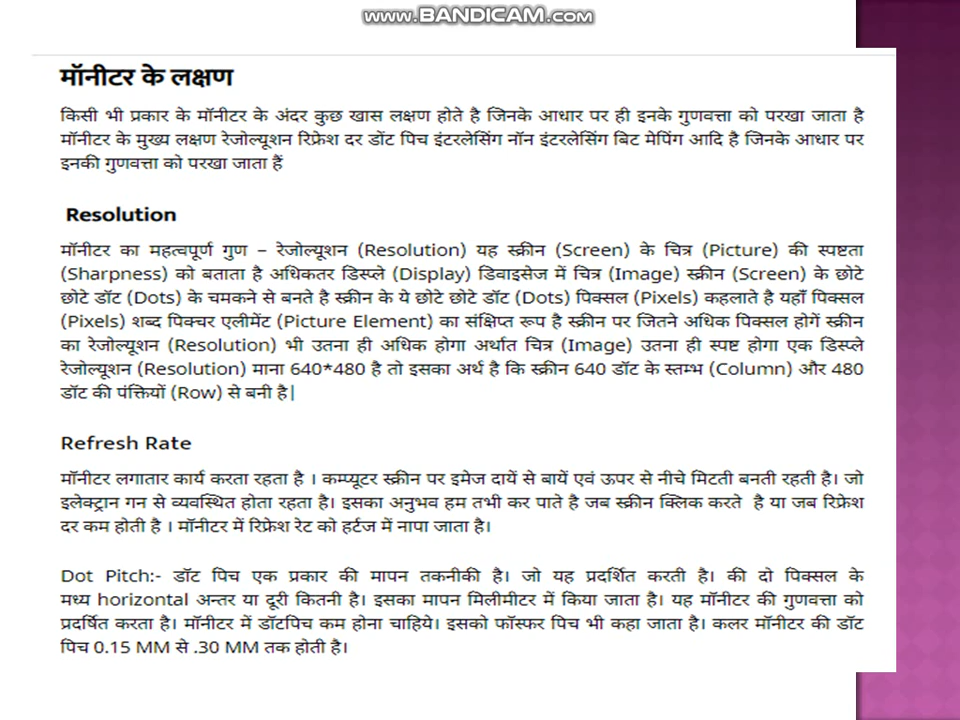 www.BANDICAM.com
मॉनीटर के लक्षण
किसी भी प्रकार के मॉनीटर के अंदर कुछ खास लक्षण होते है जिनके आधार पर ही इनके गुणवत्ता को परखा जाता है
मॉनीटर के मुख्य लक्षण रेजोल्यूशन रिफ्रेश दर डॉट पिच इंटरलेसिंग नॉन इंटरलेसिंग बिट मेपिंग आदि है जिनके आधार पर
इनकी गुणवत्ता को परखा जाता हैं
Resolution
मॉनीटर का महत्वपूर्ण गुण – रेजोल्यूशन (Resolution) यह स्क्रीन (Screen) के चित्र (Picture) की स्पष्टता
(Sharpness) को बताता है अधिकतर डिस्प्ले (Display) डिवाइसेज में चित्र (Image) स्क्रीन (Screen) के छोटे
छोटे डॉट (Dots) के चमकने से बनते है स्क्रीन के ये छोटे छोटे डॉट (Dots) पिक्सल (Pixels) कहलाते है यहाँ पिक्सल
(Pixels) शब्द पिक्चर एलीमेंट (Picture Element) का संक्षिप्त रूप है स्क्रीन पर जितने अधिक पिक्सल होगें स्क्रीन
का रेजोल्यूशन (Resolution) भी उतना ही अधिक होगा अर्थात चित्र (Image) उतना ही स्पष्ट होगा एक डिस्प्ले
रेजोल्यूशन (Resolution) माना 640*480 है तो इसका अर्थ है कि स्क्रीन 640 डॉट के स्तम्भ (Column) और 480
डॉट की पंक्तियों (Row) से बनी है|
Refresh Rate
मॉनीटर लगातार कार्य करता रहता है । कम्प्यूटर स्क्रीन पर इमेज दायें से बायें एवं ऊपर से नीचे मिटती बनती रहती है। जो
इलेक्ट्रान गन से व्यवस्थित होता रहता है। इसका अनुभव हम तभी कर पाते है जब स्क्रीन क्लिक करते है या जब रिफ्रेश
दर कम होती है । मॉनीटर में रिफ्रेश रेट को हर्टज में नापा जाता है।
Dot Pitch:- डॉट पिच एक प्रकार की मापन तकनीकी है। जो यह प्रदर्शित करती है। की दो पिक्सल के
मध्य horizontal अन्तर या दूरी कितनी है। इसका मापन मिलीमीटर में किया जाता है। यह मॉनीटर की गुणवत्ता को
प्रदर्षित करता है। मॉनीटर में डॉटपिच कम होना चाहिये। इसको फॉस्फर पिच भी कहा जाता है। कलर मॉनीटर की डॉट
पिच 0.15 MM से .30 MM तक होती है।